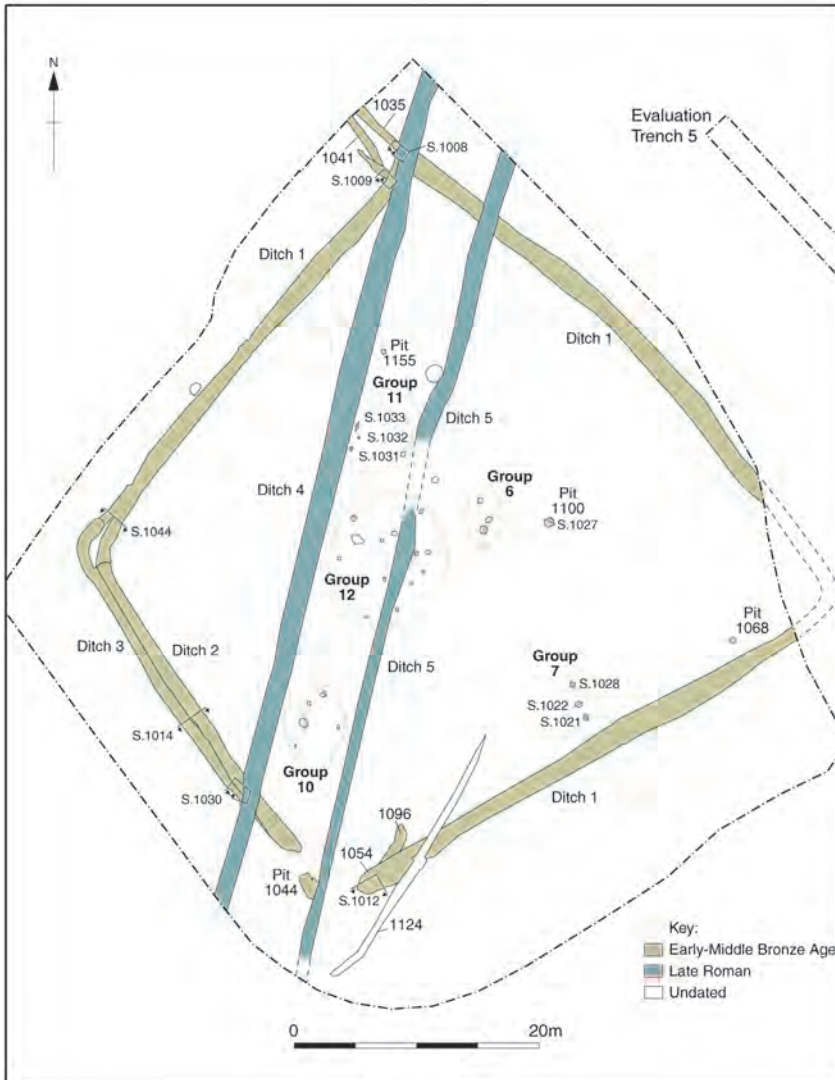 N
Evaluation
Trench 5
1035
1041
S.1008
S.1009
Ditch 1
Ditch 1
Pit
1155
Group
11
S.1033
S.1032
S.1031
Ditch 5
Ditch 4
Group
6
Pit
1100
S.1027
S.1044
Group
12
Pit
1068
Ditch 3
Ditch 2
Ditch 5
Group
7
S.1028
S.1022
S.1021
S.1014
S.1030
Group
10
Ditch 1
1096
1054
Pit
1044
S.1012
1124
Key:
Early-Middle Bronze Age
Late Roman
Undated
0 20m